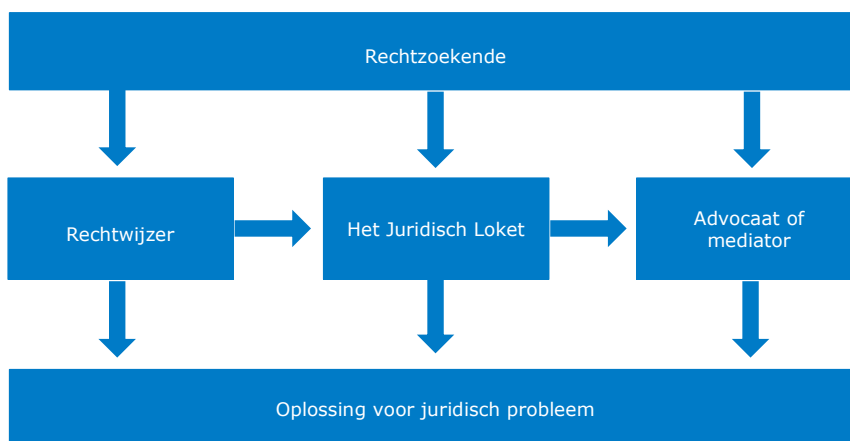 Rechtzoekende
Rechtwijzer
Het Juridisch Loket
Advocaat of
mediator
Oplossing voor juridisch probleem